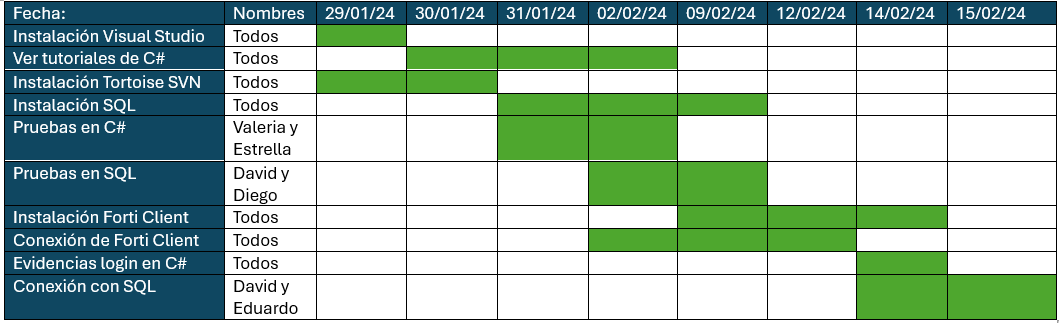 Fecha: Nombres 29/01/24 30/01/24 31/01/24 02/02/24 09/02/24 12/02/24 14/02/24 15/02/24
Instalación Visual Studio Todos
Ver tutoriales de C# Todos
Instalación Tortoise SVN Todos
Instalación SQL Todos
Pruebas en C# Valeria y
Estrella
Pruebas en SQL David y
Diego
Instalación Forti Client Todos
Conexión de Forti Client Todos
Evidencias login en C# Todos
Conexión con SQL David y
Eduardo